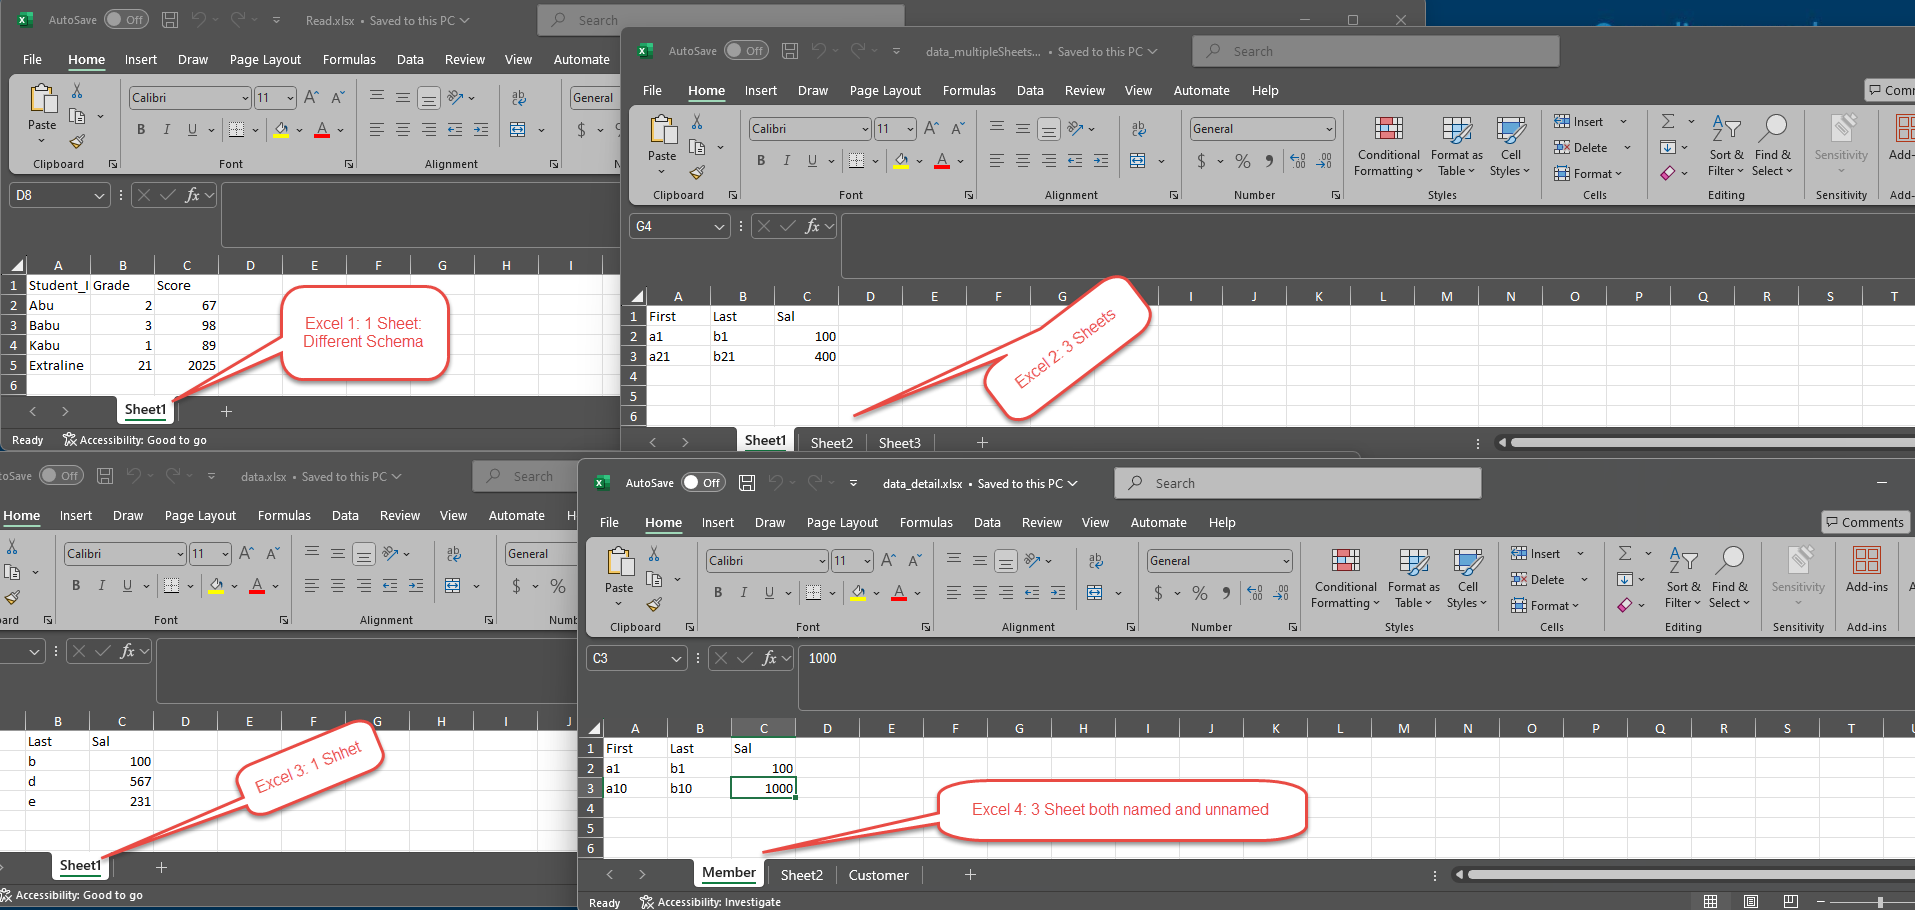 AutoSave Off Read.xlsx • Saved to this PC Search
File Home Insert Draw Page Layout Formulas Data Review View Automate
Calibri 11 General
Paste B I U $
Clipboard Font Alignment
D8 fx
A B C D E F G H I
1 Student_I Grade Score
2 Abu 2 67
3 Babu 3 98
4 Kabu 1 89
5 Extraline 21 2025
6
Excel 1: 1 Sheet:
Different Schema
Sheet1
Ready Accessibility: Good to go
AutoSave Off data_multipleSheets... • Saved to this PC Search
File Home Insert Draw Page Layout Formulas Data Review View Automate Help
Calibri 11 General Insert
Paste B I U $ % Conditional Format as Cell Delete Sort & Find & Sensitivity
Formatting Table Styles Format Filter Select
Clipboard Font Alignment Number Styles Cells Editing Sensitivity
G4 fx
A B C D E F G I J K L M N O P Q R S T
1 First Last Sal
2 a1 b1 100
3 a21 b21 400
4
5
6
Excel 2: 3 Sheets
Sheet1 Sheet2 Sheet3
Off data.xlsx • Saved to this PC Search
Home Insert Draw Page Layout Formulas Data Review View Automate
Calibri 11 General
B I U $ %
Font Alignment
fx
B C D E F G H I J
Last Sal
b 100
d 567
e 231
Excel 3: 1 Shhet
Sheet1
Accessibility: Good to go
AutoSave Off data_detail.xlsx • Saved to this PC Search
File Home Insert Draw Page Layout Formulas Data Review View Automate Help Comments
Calibri 11 General Insert
Paste B I U $ % Conditional Format as Cell Delete Sort & Find & Sensitivity Add-ins
Formatting Table Styles Format Filter Select
Clipboard Font Alignment Number Styles Cells Editing Sensitivity Add-ins
C3 fx 1000
A B C D E F G H I J K L M N O P Q R S T
1 First Last Sal
2 a1 b1 100
3 a10 b10 1000
4
5
6
Excel 4: 3 Sheet both named and unnamed
Member Sheet2 Customer
Ready Accessibility: Investigate